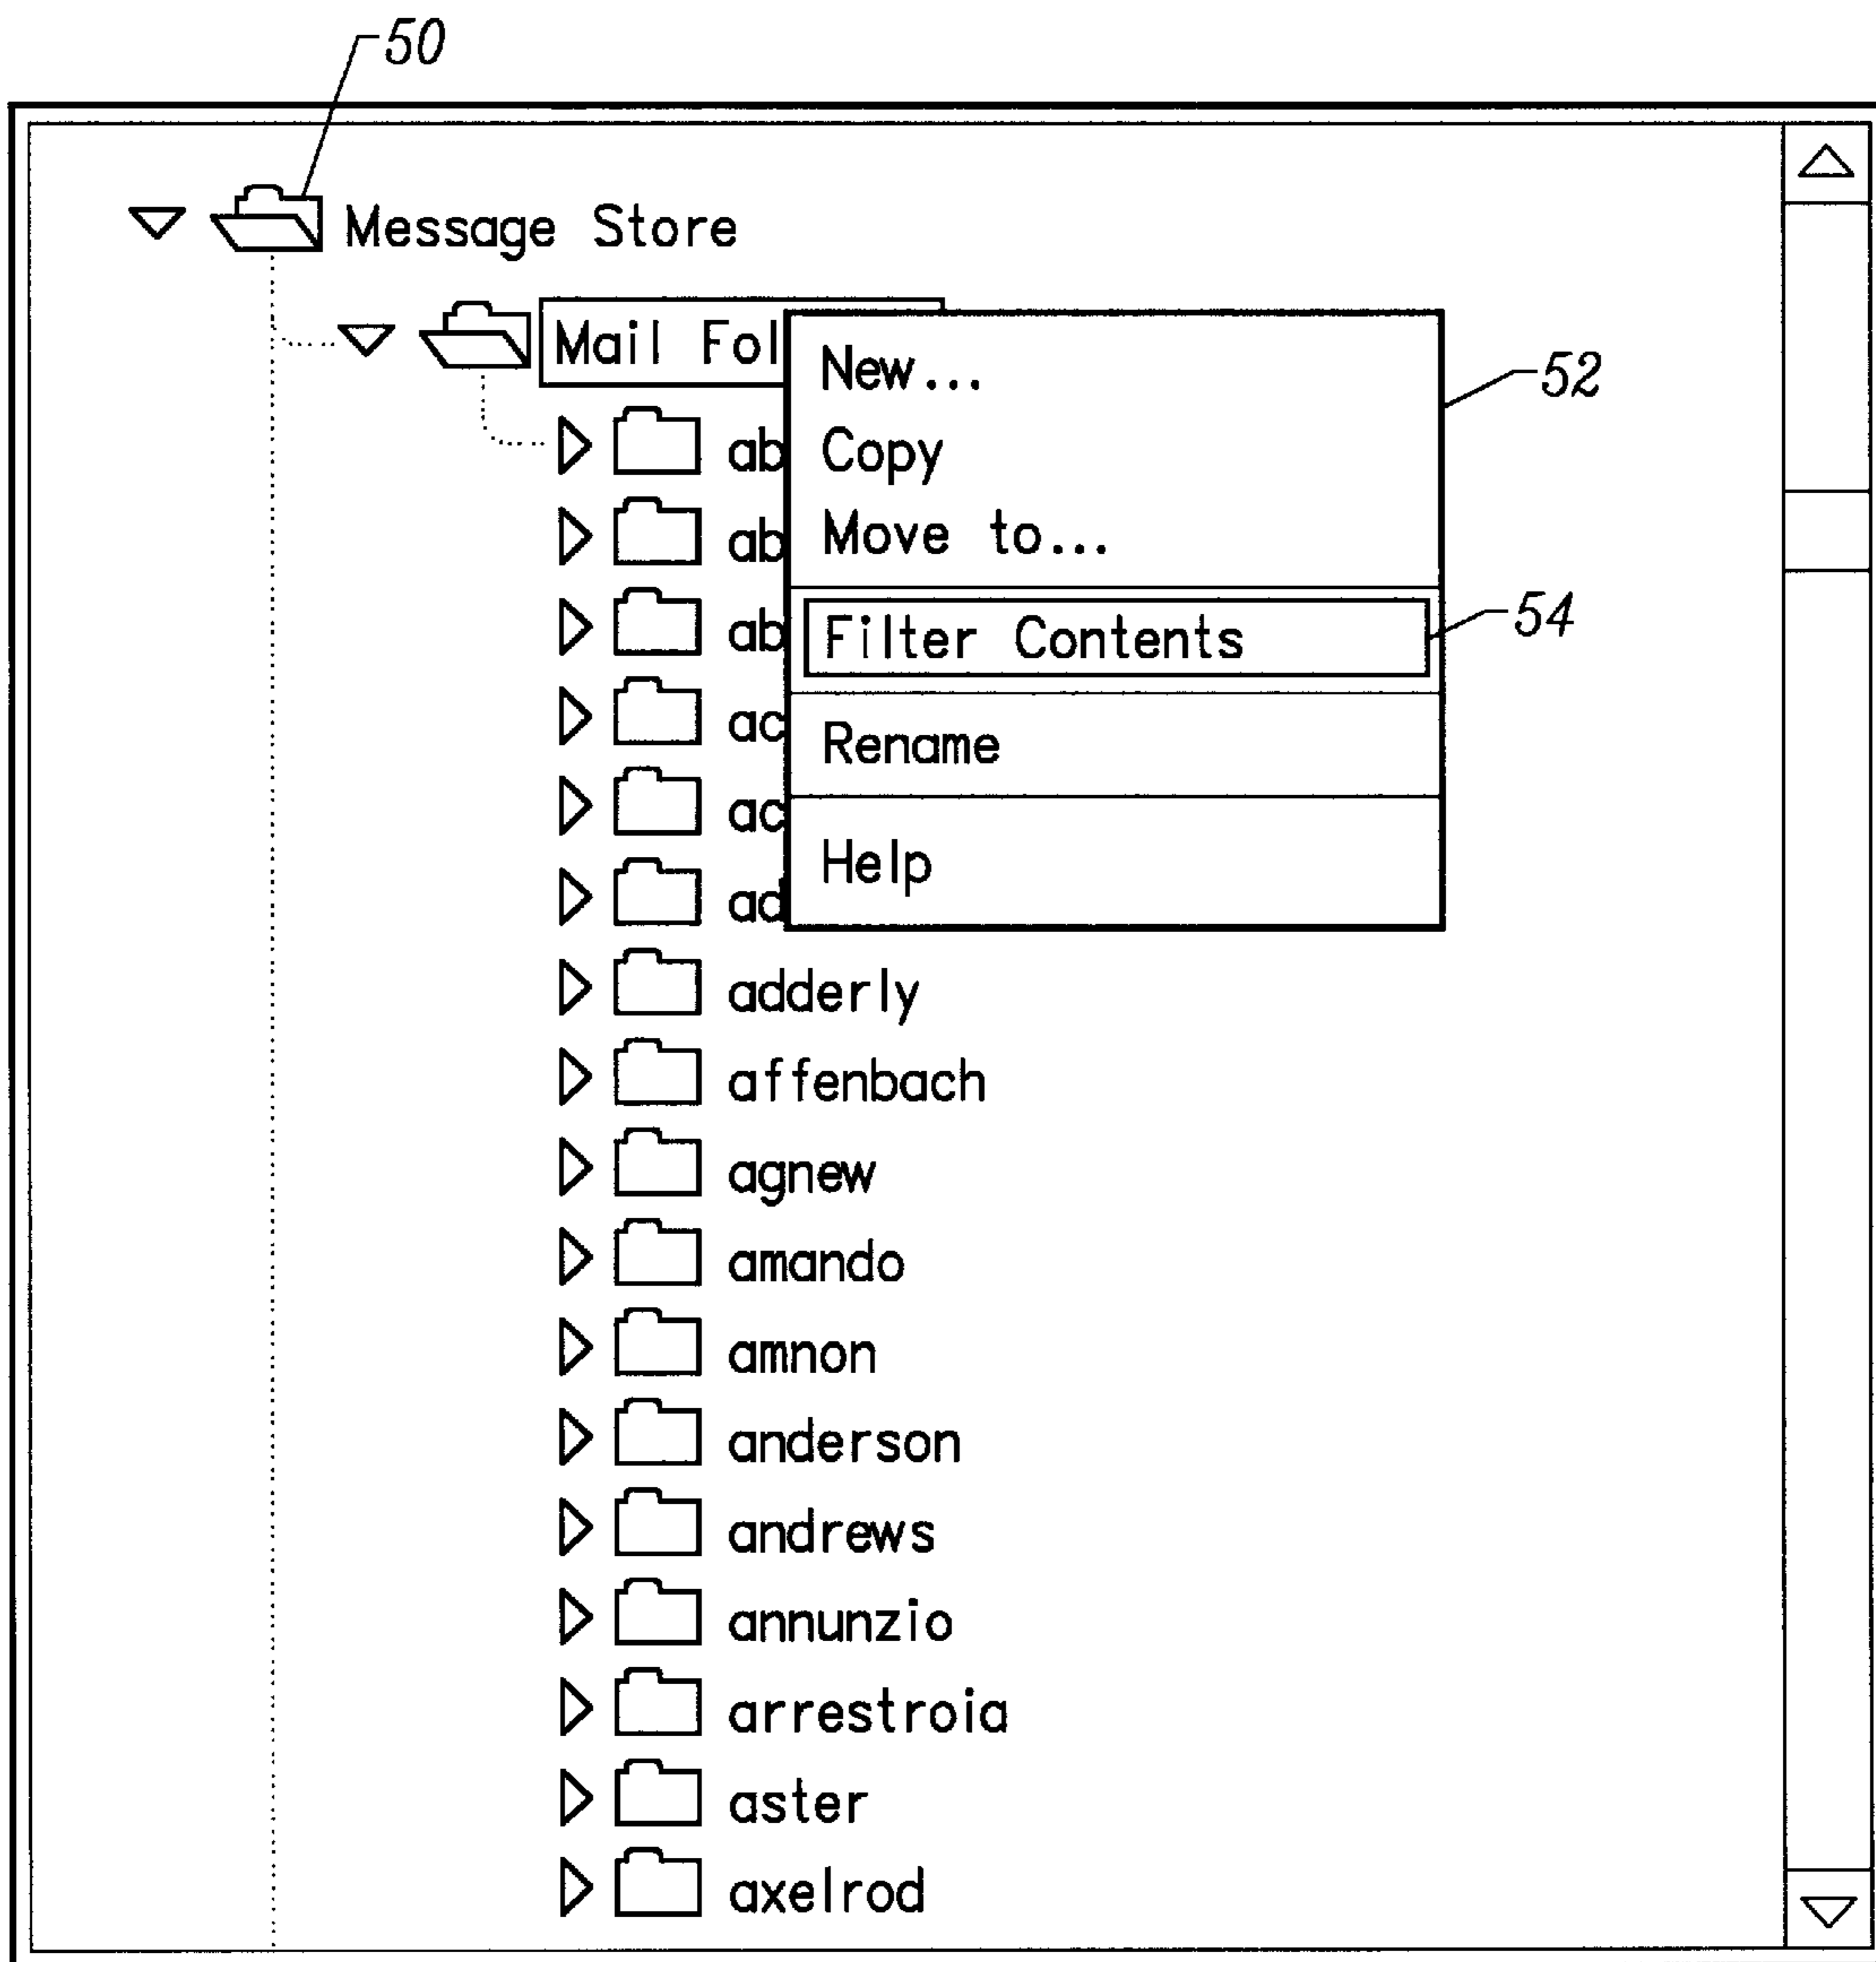 50
Message Store
Mail Fol
New...
52
ab
Copy
ab
Move to...
ab
Filter Contents
54
ac
Rename
ac
Help
ad
adderly
affenbach
agnew
amando
amnon
anderson
andrews
annunzio
arrestroia
aster
axelrod